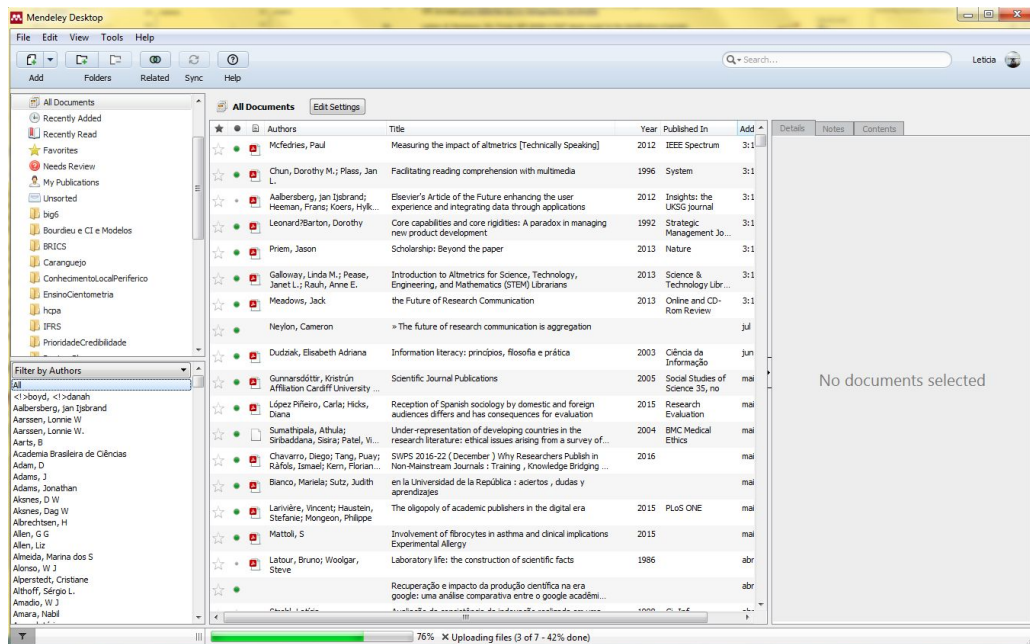 Mendeley Desktop
File Edit View Tools Help
Add Folders Related Sync Help
Search...
Leticia
All Documents
Recently Added
Recently Read
Favorites
Needs Review
My Publications
Unsorted
big6
Bourdieu e CI e Modelos
BRICS
Caranguejo
ConhecimentoLocalPeriferico
EnsinoCientometria
hcpa
IFRS
PrioridadeCredibilidade
Filter by Authors
All
<!>boyd, <!>danah
Aalbersberg, jan Ijsbrand
Aarssen, Lonnie W
Aarssen, Lonnie W.
Aarts, B
Academia Brasileira de Ciências
Adam, D
Adams, J
Adams, Jonathan
Aksnes, D W
Aksnes, Dag W
Albrechtsen, H
Allen, G G
Allen, Liz
Almeida, Marina dos S
Alonso, W J
Alperstedt, Cristiane
Althoff, Sérgio L.
Amadio, W J
Amara, Nabil
All Documents Edit Settings
Authors Title Year Published In Add
Mcfedries, Paul Measuring the impact of altmetrics [Technically Speaking] 2012 IEEE Spectrum 3:1
Chun, Dorothy M.; Plass, Jan Facilitating reading comprehension with multimedia 1996 System 3:1
L.
Aalbersberg, jan Ijsbrand; Elsevier's Article of the Future enhancing the user 2012 Insights: the 3:1
Heeman, Frans; Koers, Hylk... experience and integrating data through applications UKSG journal
Leonard?Barton, Dorothy Core capabilities and core rigidities: A paradox in managing 1992 Strategic 3:1
new product development Management Jo...
Priem, Jason Scholarship: Beyond the paper 2013 Nature 3:1
Galloway, Linda M.; Pease, Introduction to Altmetrics for Science, Technology, 2013 Science & 3:1
Janet L.; Rauh, Anne E. Engineering, and Mathematics (STEM) Librarians Technology Libr...
Meadows, Jack the Future of Research Communication 2013 Online and CD- 3:1
Rom Review
Neylon, Cameron » The future of research communication is aggregation jul
Dudziak, Elisabeth Adriana Information literacy: princípios, filosofia e prática 2003 Ciência da jun
Informação
Gunnarsdóttir, Kristrún Scientific Journal Publications 2005 Social Studies of mai
Affiliation Cardiff University ... Science 35, no
López Piñeiro, Carla; Hicks, Reception of Spanish sociology by domestic and foreign 2015 Research mai
Diana audiences differs and has consequences for evaluation Evaluation
Sumathipala, Athula; Under-representation of developing countries in the 2004 BMC Medical mai
Siribaddana, Sisira; Patel, Vi... research literature: ethical issues arising from a survey of... Ethics
Chavarro, Diego; Tang, Puay; SWPS 2016-22 ( December ) Why Researchers Publish in 2016 mai
Ràfols, Ismael; Kern, Florian... Non-Mainstream Journals : Training , Knowledge Bridging ...
Bianco, Mariela; Sutz, Judith en la Universidad de la República : aciertos , dudas y mai
aprendizajes
Larivière, Vincent; Haustein, The oligopoly of academic publishers in the digital era 2015 PLoS ONE mai
Stefanie; Mongeon, Philippe
Mattoli, S Involvement of fibrocytes in asthma and clinical implications 2015 mai
Experimental Allergy
Latour, Bruno; Woolgar, Laboratory life: the construction of scientific facts 1986 abr
Steve
Recuperação e impacto da produção científica na era abr
google: uma análise comparativa entre o google acadêmi...
Details Notes Contents
No documents selected
76% Uploading files (3 of 7 - 42% done)